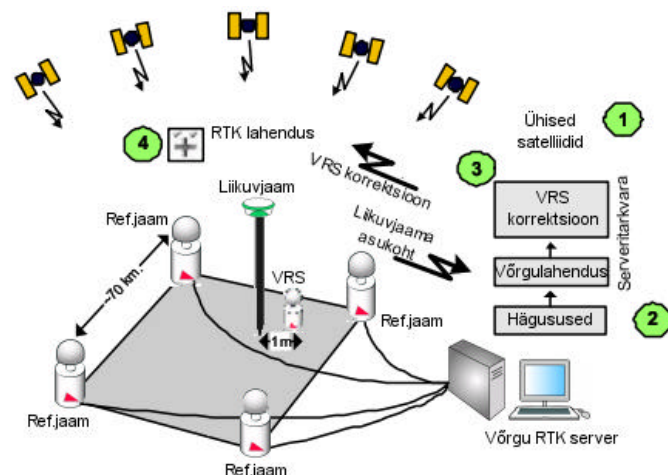 4
RTK lahendus
Ühised
satelliidid
1
Liikuvjaam
VRS korrektsioon
3
VRS
korrektsioon
Serveritarkvara
Ref.jaam
Liikuvjaama
asukoht
~70 km.
VRS
Võrgulahendus
Ref.jaam
Hägusused
2
1m
Ref.jaam
Võrgu RTK server
Ref.jaam